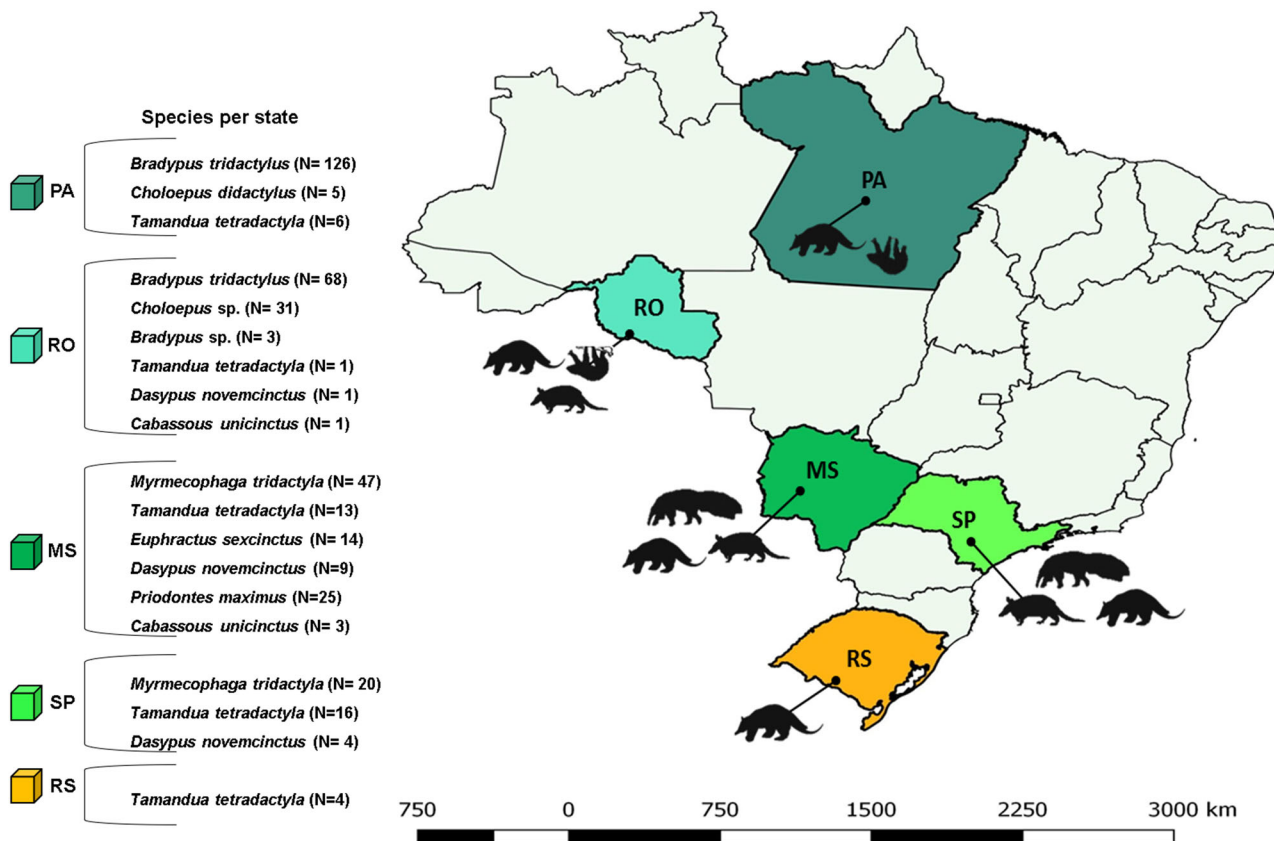 Species per state
PA
Bradypus tridactylus (N= 126)
Choloepus didactylus (N= 5)
Tamandua tetradactyla (N=6)
RO
Bradypus tridactylus (N= 68)
Choloepus sp. (N= 31)
Bradypus sp. (N= 3)
Tamandua tetradactyla (N= 1)
Dasypus novemcinctus (N= 1)
Cabassous unicinctus (N= 1)
MS
Myrmecophaga tridactyla (N= 47)
Tamandua tetradactyla (N=13)
Euphractus sexcinctus (N= 14)
Dasypus novemcinctus (N=9)
Priodontes maximus (N=25)
Cabassous unicinctus (N= 3)
SP
Myrmecophaga tridactyla (N= 20)
Tamandua tetradactyla (N=16)
Dasypus novemcinctus (N= 4)
RS
Tamandua tetradactyla (N=4)
PA
RO
MS
SP
RS
750 0 750 1500 2250 3000 km